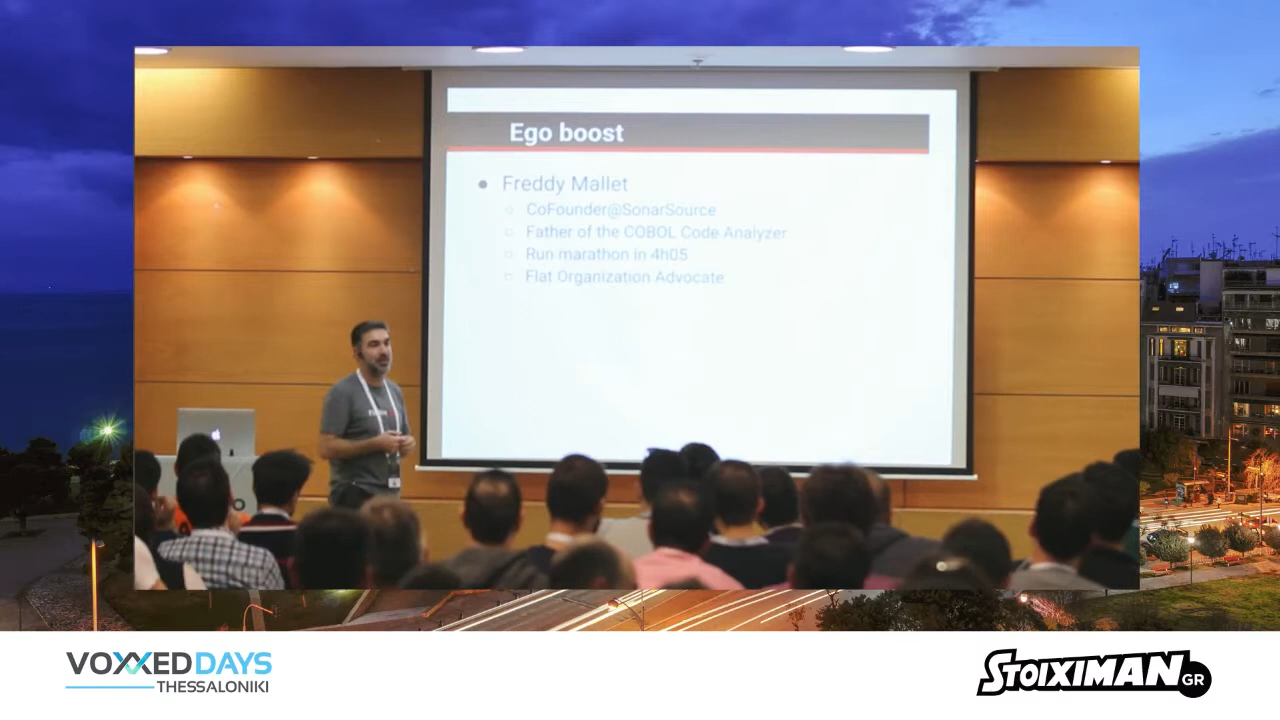 Ego boost
Freddy Mallet
CoFounder@SonarSource
Father of the COBOL Code Analyzer
Run marathon in 4h05
Flat Organization Advocate
VOXXED DAYS
THESSALONIKI
STOIXIMAN GR